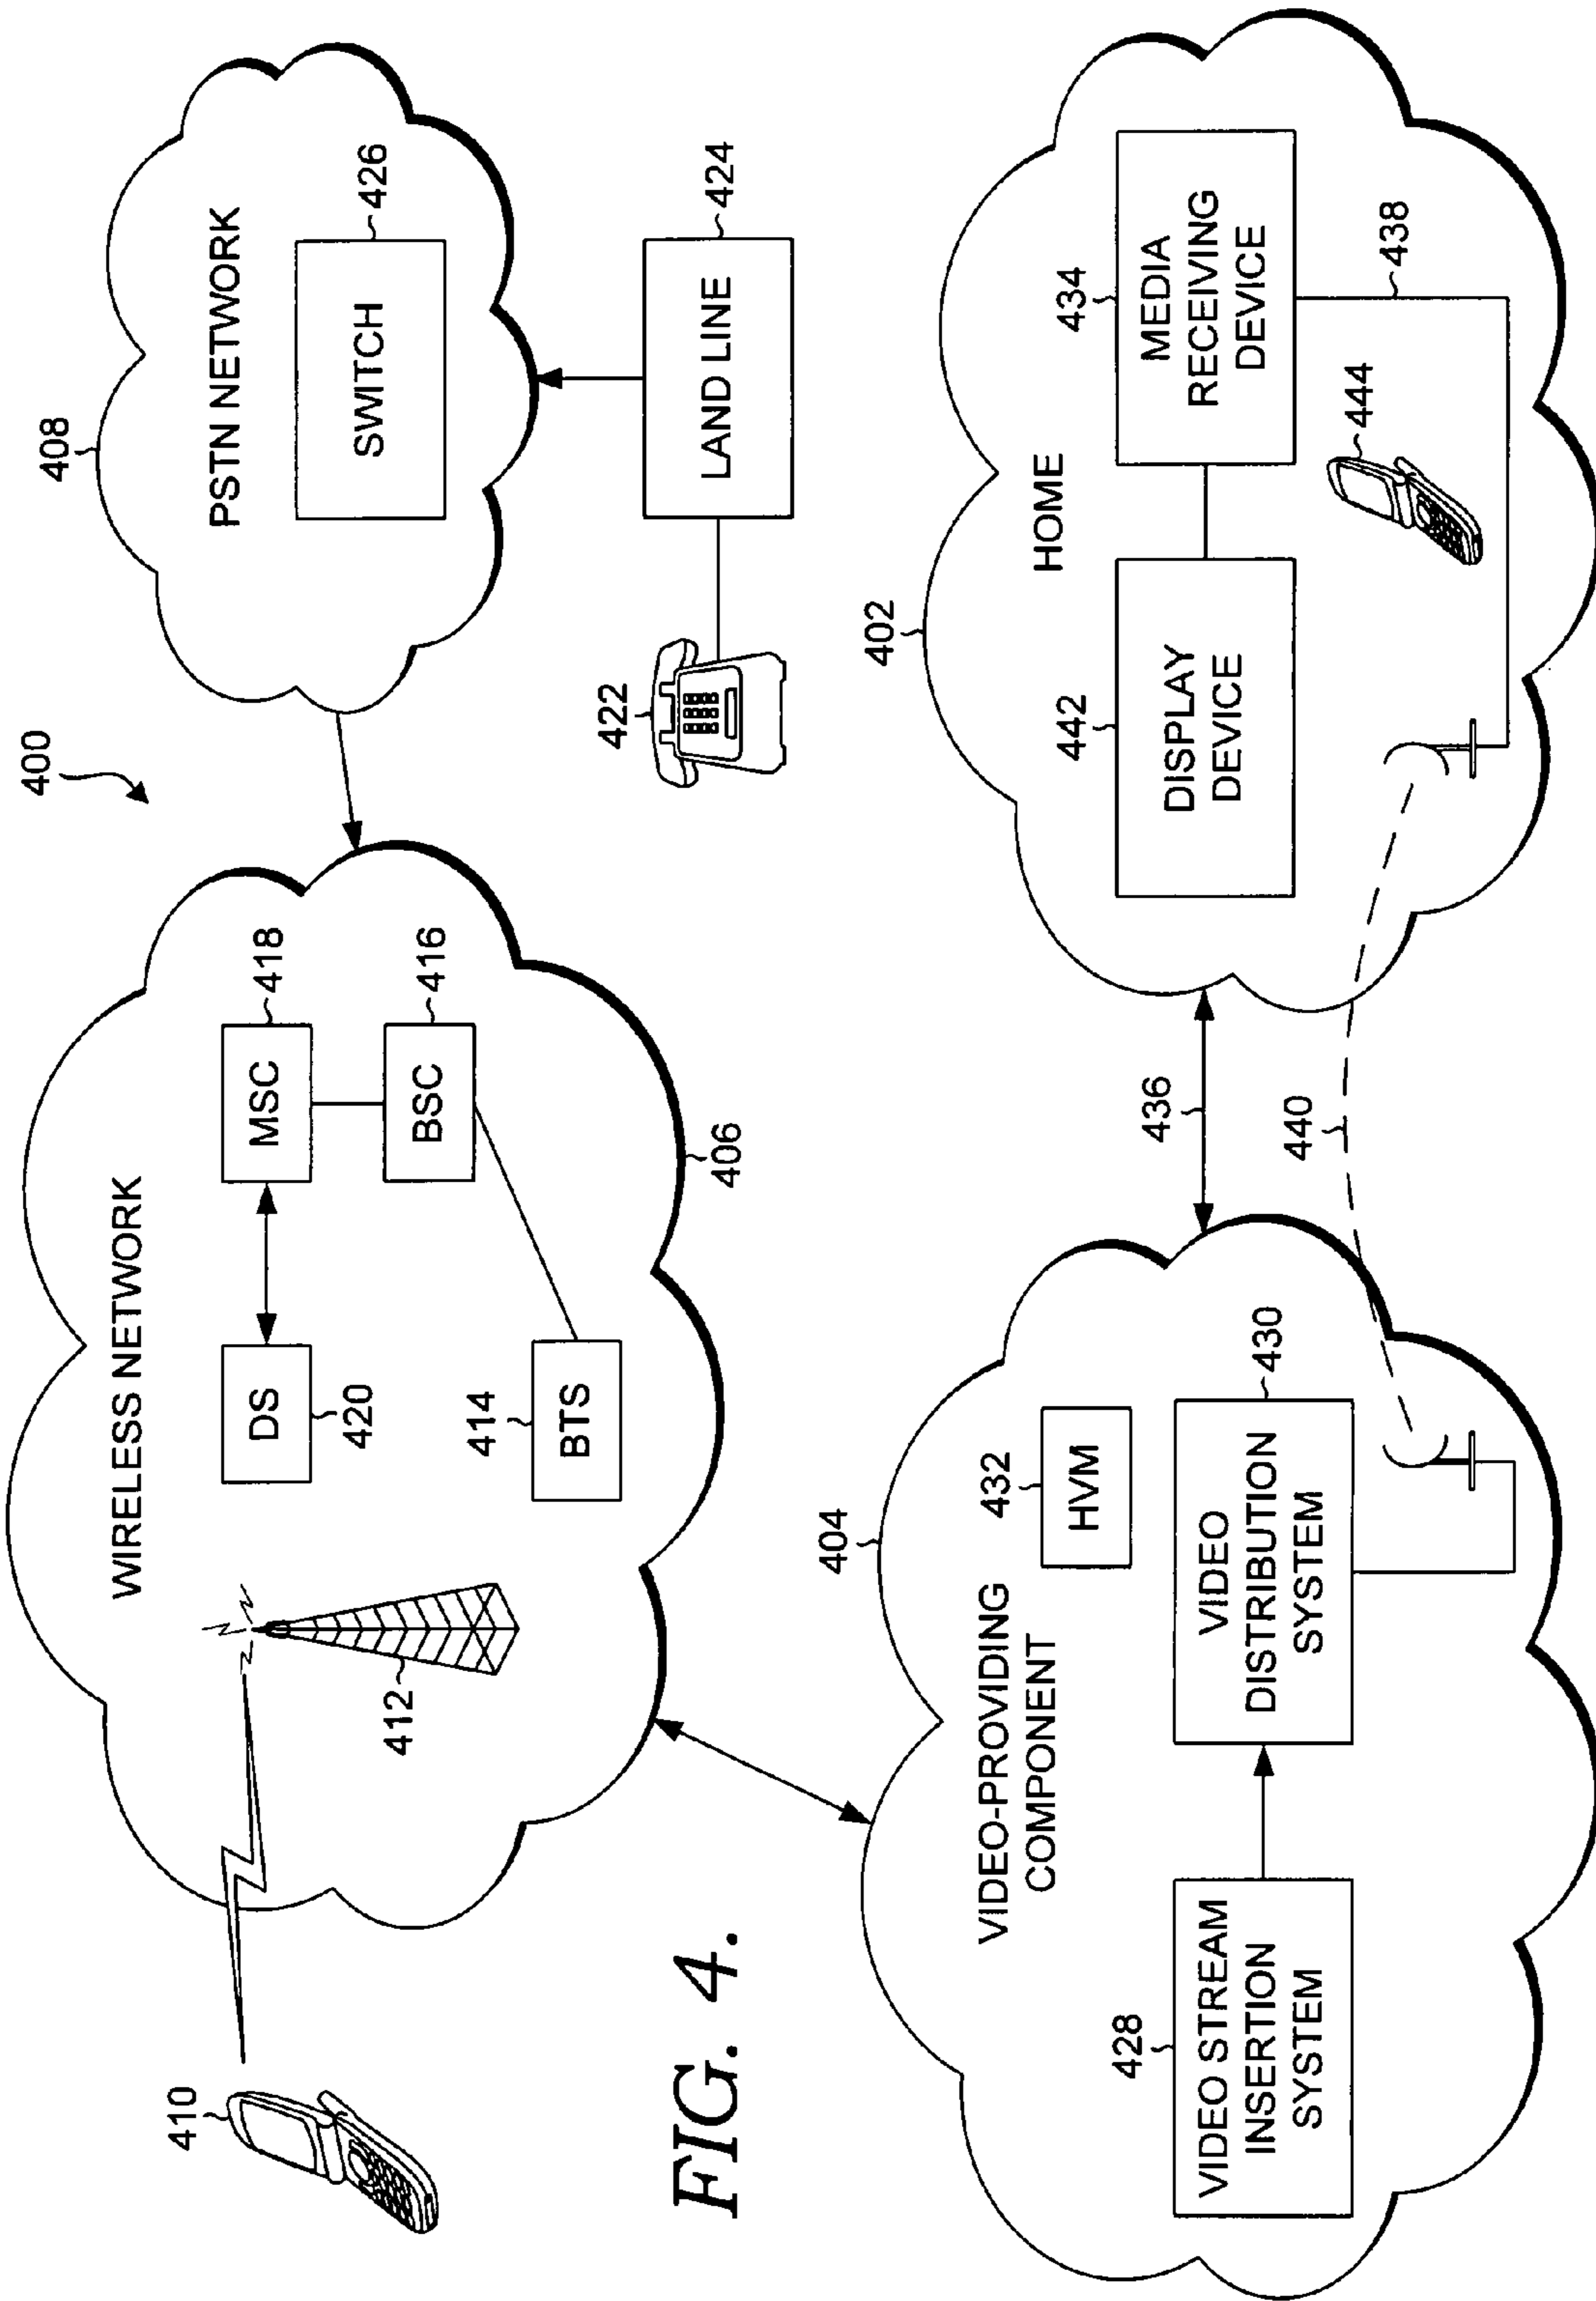 400
WIRELESS NETWORK
410
412
DS
420
MSC
418
BSC
416
414
BTS
406
408
PSTN NETWORK
SWITCH
426
422
LAND LINE
424
FIG. 4.
404
VIDEO-PROVIDING
COMPONENT
432
HVM
428
VIDEO STREAM
INSERTION
SYSTEM
VIDEO
DISTRIBUTION
SYSTEM
430
436
440
402
HOME
442
DISPLAY
DEVICE
434
MEDIA
RECEIVING
DEVICE
444
438